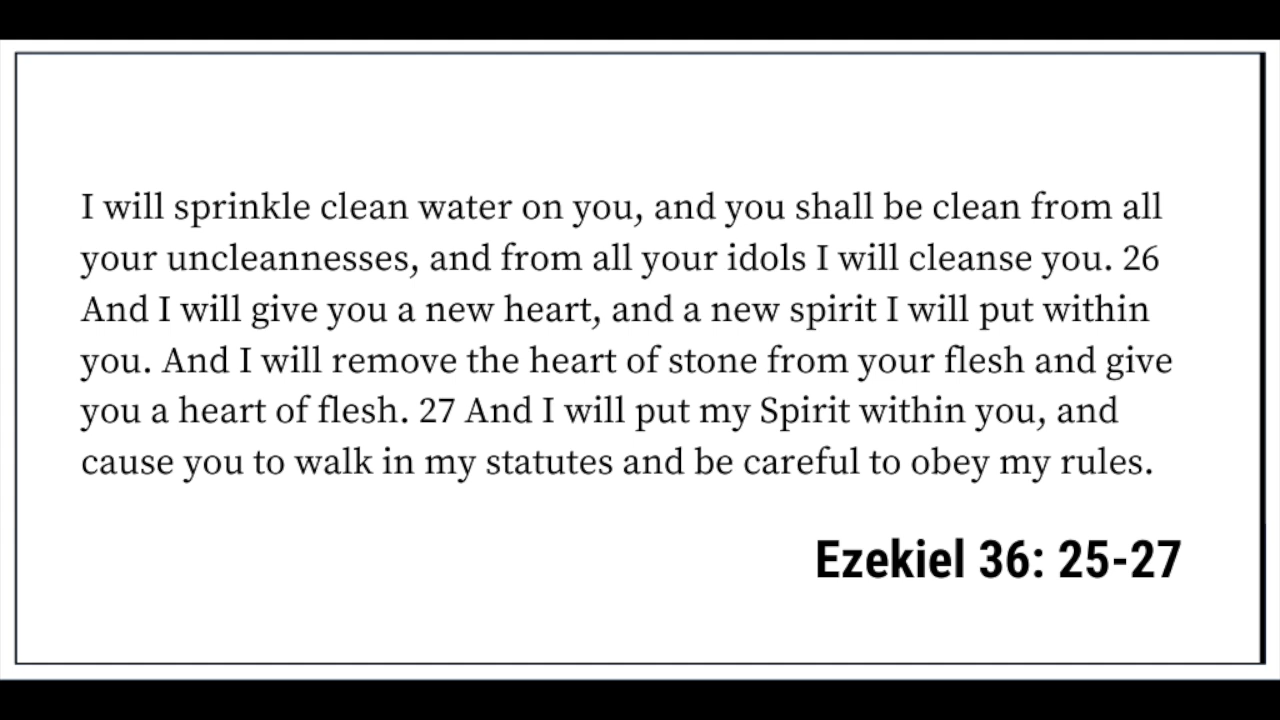 I will sprinkle clean water on you, and you shall be clean from all
your uncleannesses, and from all your idols I will cleanse you. 26
And I will give you a new heart, and a new spirit I will put within
you. And I will remove the heart of stone from your flesh and give
you a heart of flesh. 27 And I will put my Spirit within you, and
cause you to walk in my statutes and be careful to obey my rules.
Ezekiel 36: 25-27